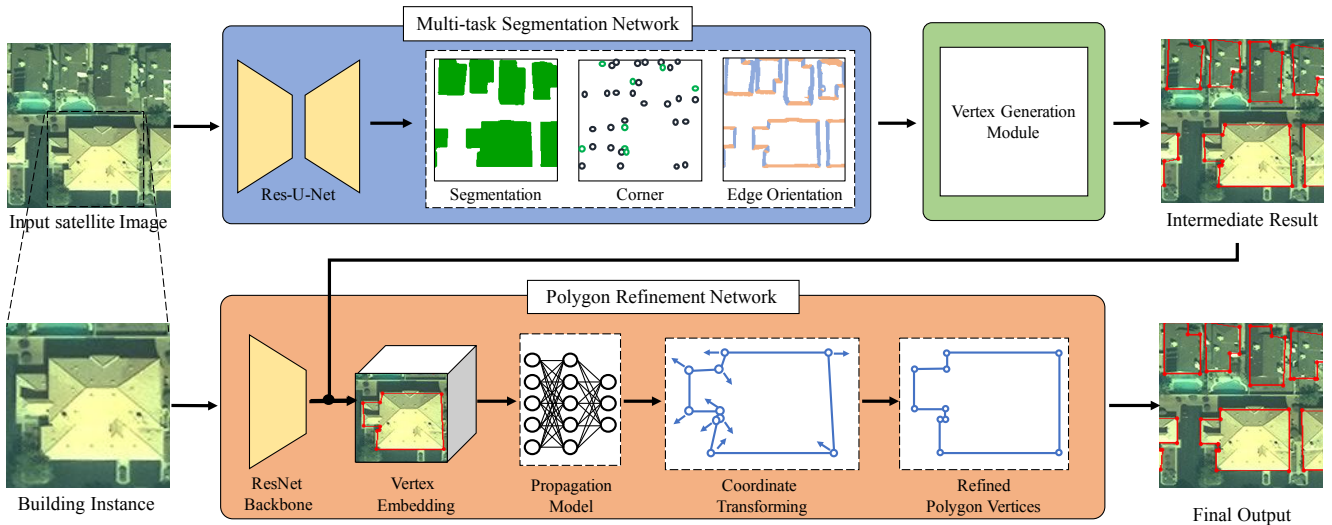 Multi-task Segmentation Network
Res-U-Net
Segmentation
Corner
Edge Orientation
Vertex Generation
Module
Input satellite Image
Intermediate Result
Polygon Refinement Network
Building Instance
ResNet
Backbone
Vertex
Embedding
Propagation
Model
Coordinate
Transforming
Refined
Polygon Vertices
Final Output